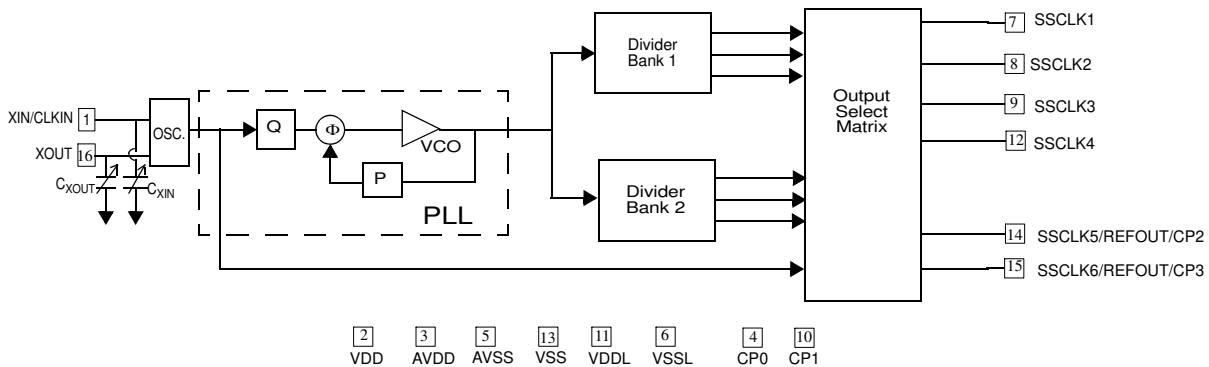 XIN/CLKIN 1
XOUT 16
CXOUT
CXIN
OSC.
Q
Φ
VCO
P
PLL
Divider
Bank 1
Divider
Bank 2
Output
Select
Matrix
7 SSCLK1
8 SSCLK2
9 SSCLK3
12 SSCLK4
14 SSCLK5/REFOUT/CP2
15 SSCLK6/REFOUT/CP3
2 3 5 13 11 6 4 10
VDD AVDD AVSS VSS VDDL VSSL CP0 CP1